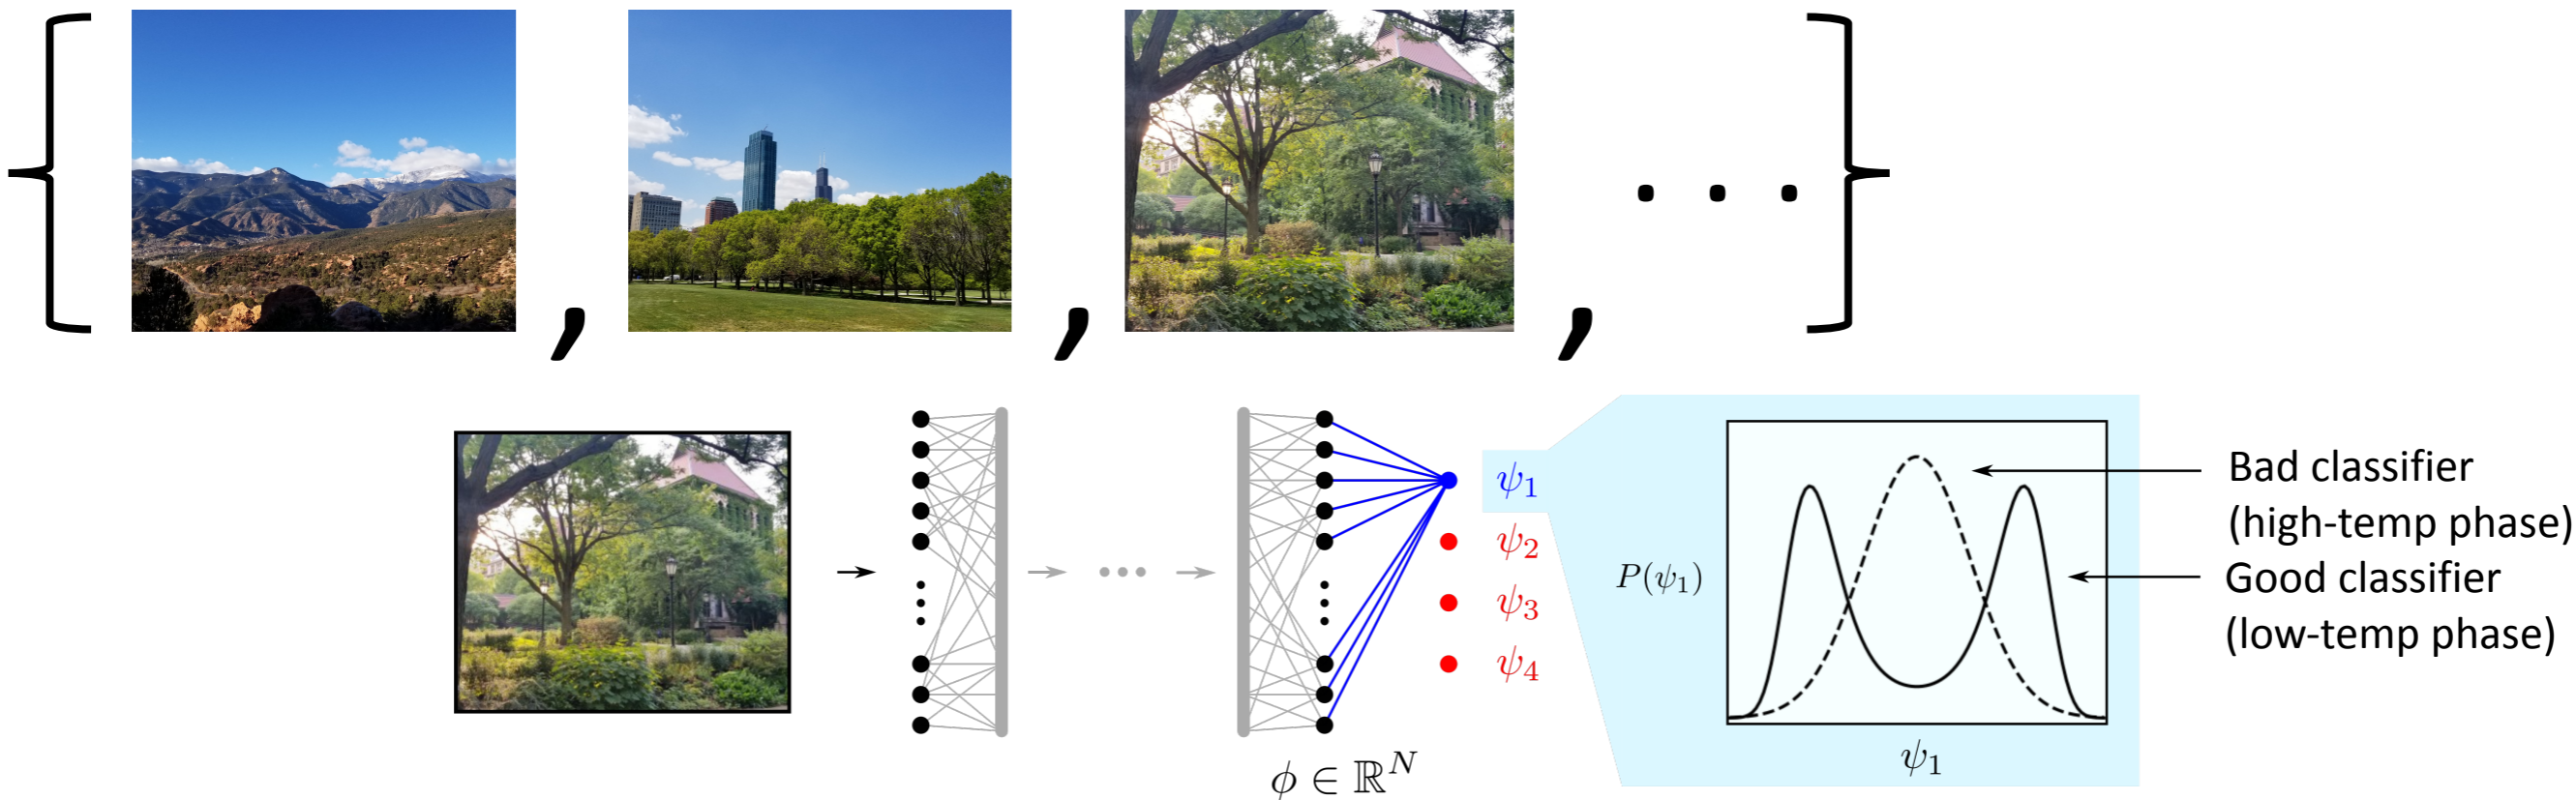 { , , , . . . }
ψ₁
ψ₂
ψ₃
ψ₄
ϕ ∈ ℝᴺ
P(ψ₁)
ψ₁
Bad classifier
(high-temp phase)
Good classifier
(low-temp phase)